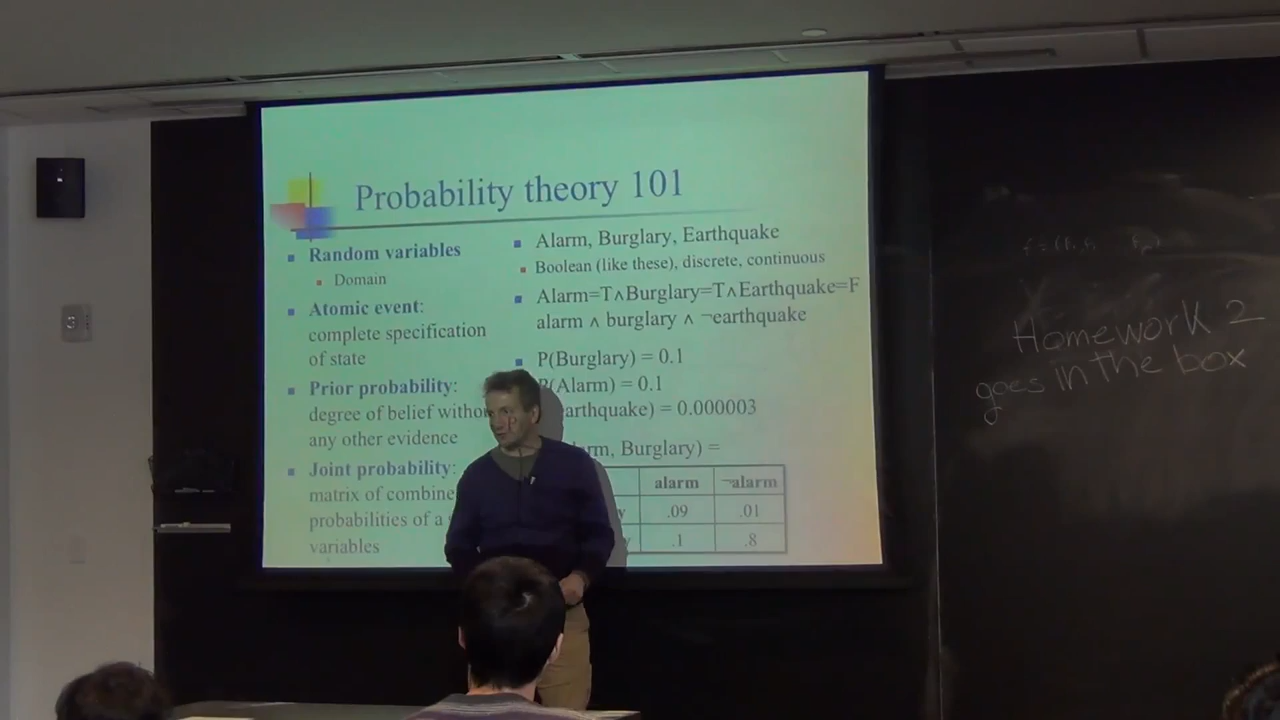 Probability theory 101
Random variables
Domain
Atomic event:
complete specification
of state
Prior probability:
degree of belief
any other evidence
Joint probability:
matrix of
probabilities of a
variables
Alarm, Burglary, Earthquake
Boolean (like these), discrete, continuous
Alarm=T∧Burglary=T∧Earthquake=F
alarm ∧ burglary ∧ ¬earthquake
P(Burglary) = 0.1
P(Alarm) = 0.1
arthquake) = 0.000003
rm, Burglary) =
alarm ¬alarm
.09 .01
.1 .8
Homework 2
goes in the box